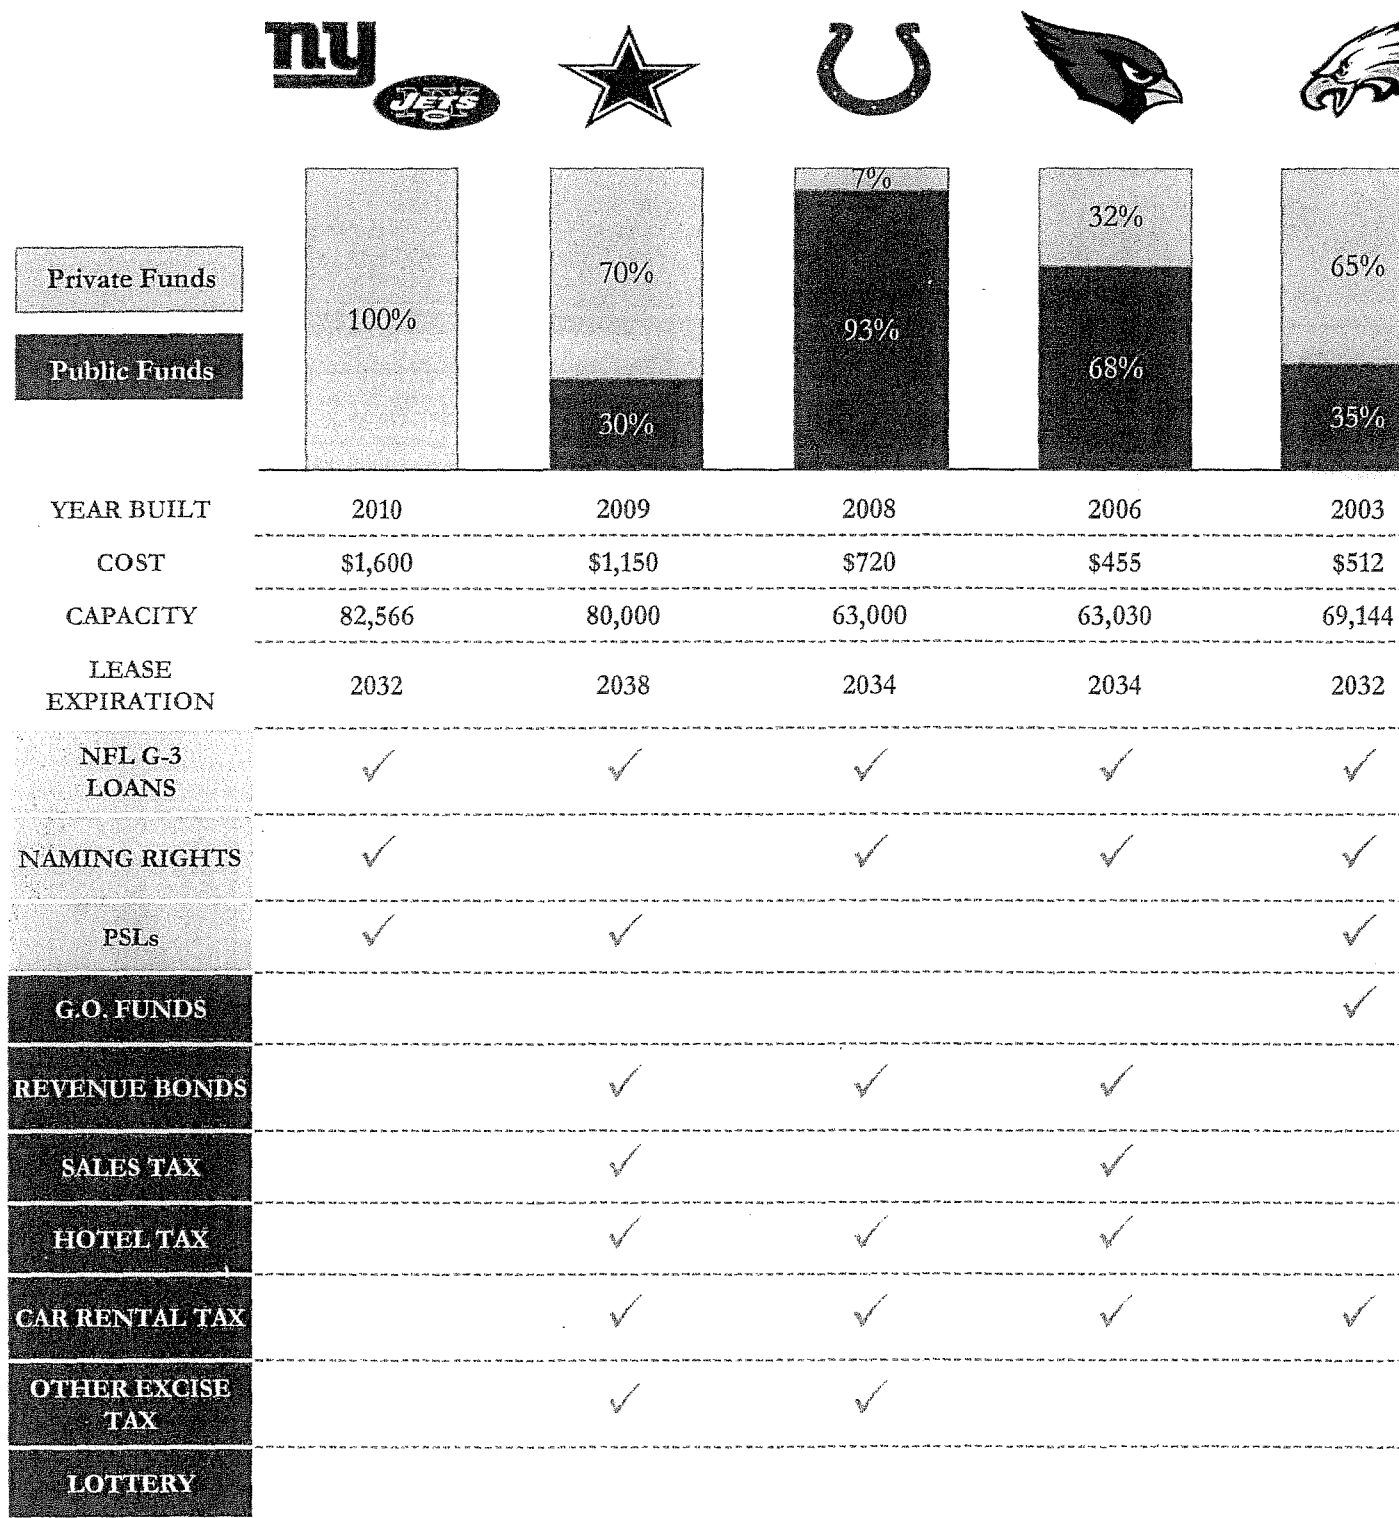 ny
JETS
7%
32%
Private Funds
70%
65%
100%
93%
Public Funds
68%
30%
35%
YEAR BUILT 2010 2009 2008 2006 2003
COST $1,600 $1,150 $720 $455 $512
CAPACITY 82,566 80,000 63,000 63,030 69,144
LEASE
EXPIRATION 2032 2038 2034 2034 2032
NFL G-3
LOANS
NAMING RIGHTS
PSLs
G.O. FUNDS
REVENUE BONDS
SALES TAX
HOTEL TAX
CAR RENTAL TAX
OTHER EXCISE
TAX
LOTTERY